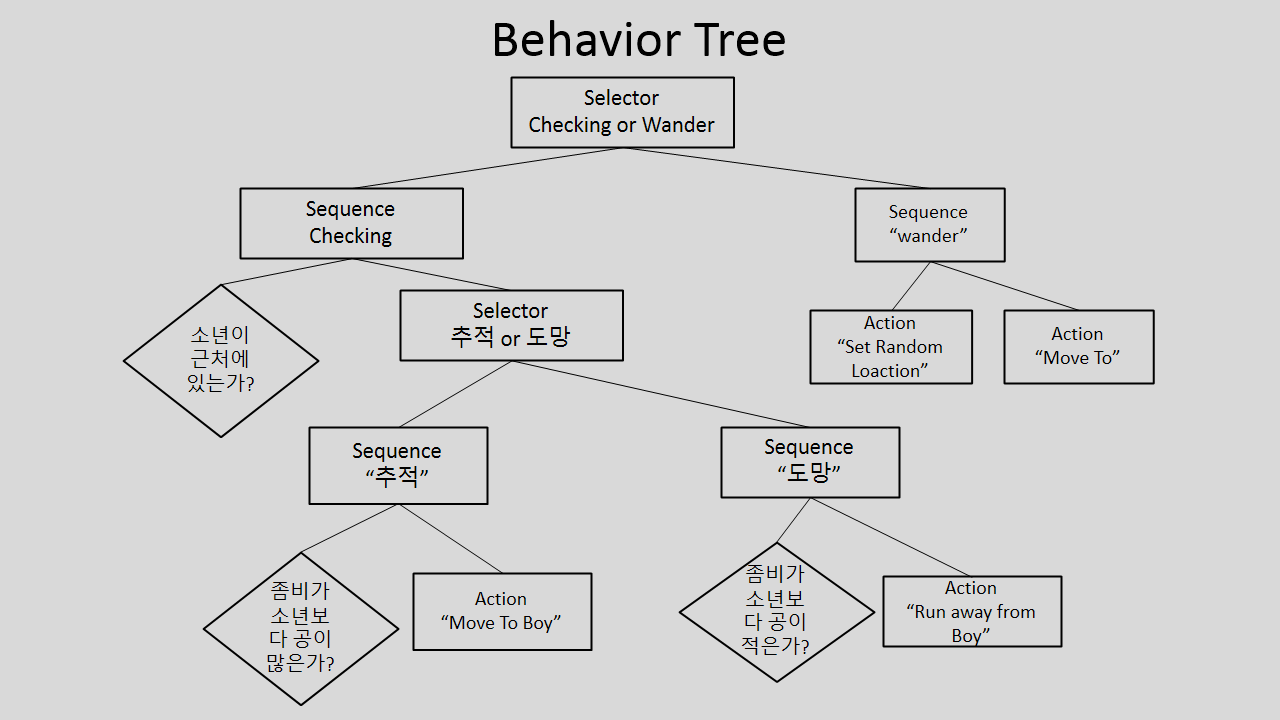 Behavior Tree
Selector
Checking or Wander
Sequence
Checking
Sequence
“wander”
소년이
근처에
있는가?
Selector
추적 or 도망
Action
“Set Random
Loaction”
Action
“Move To”
Sequence
“추적”
Sequence
“도망”
좀비가
소년보
다 공이
많은가?
Action
“Move To Boy”
좀비가
소년보
다 공이
적은가?
Action
“Run away from
Boy”